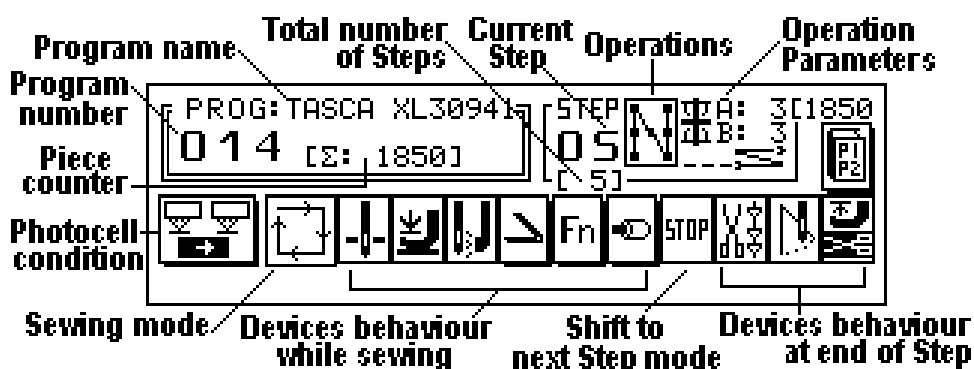 Program name
Total number
of Steps
Current
Step
Operations
Operation
Parameters
Program
number
PROG:TASCA XL30941
014
[Σ: 1850]
STEP
05
[ 5]
A: 3[1850
B: 3
P1
P2
Piece
counter
Photocell
condition
Fn
STOP
Sewing mode
Devices behaviour
while sewing
Shift to
next Step mode
Devices behaviour
at end of Step